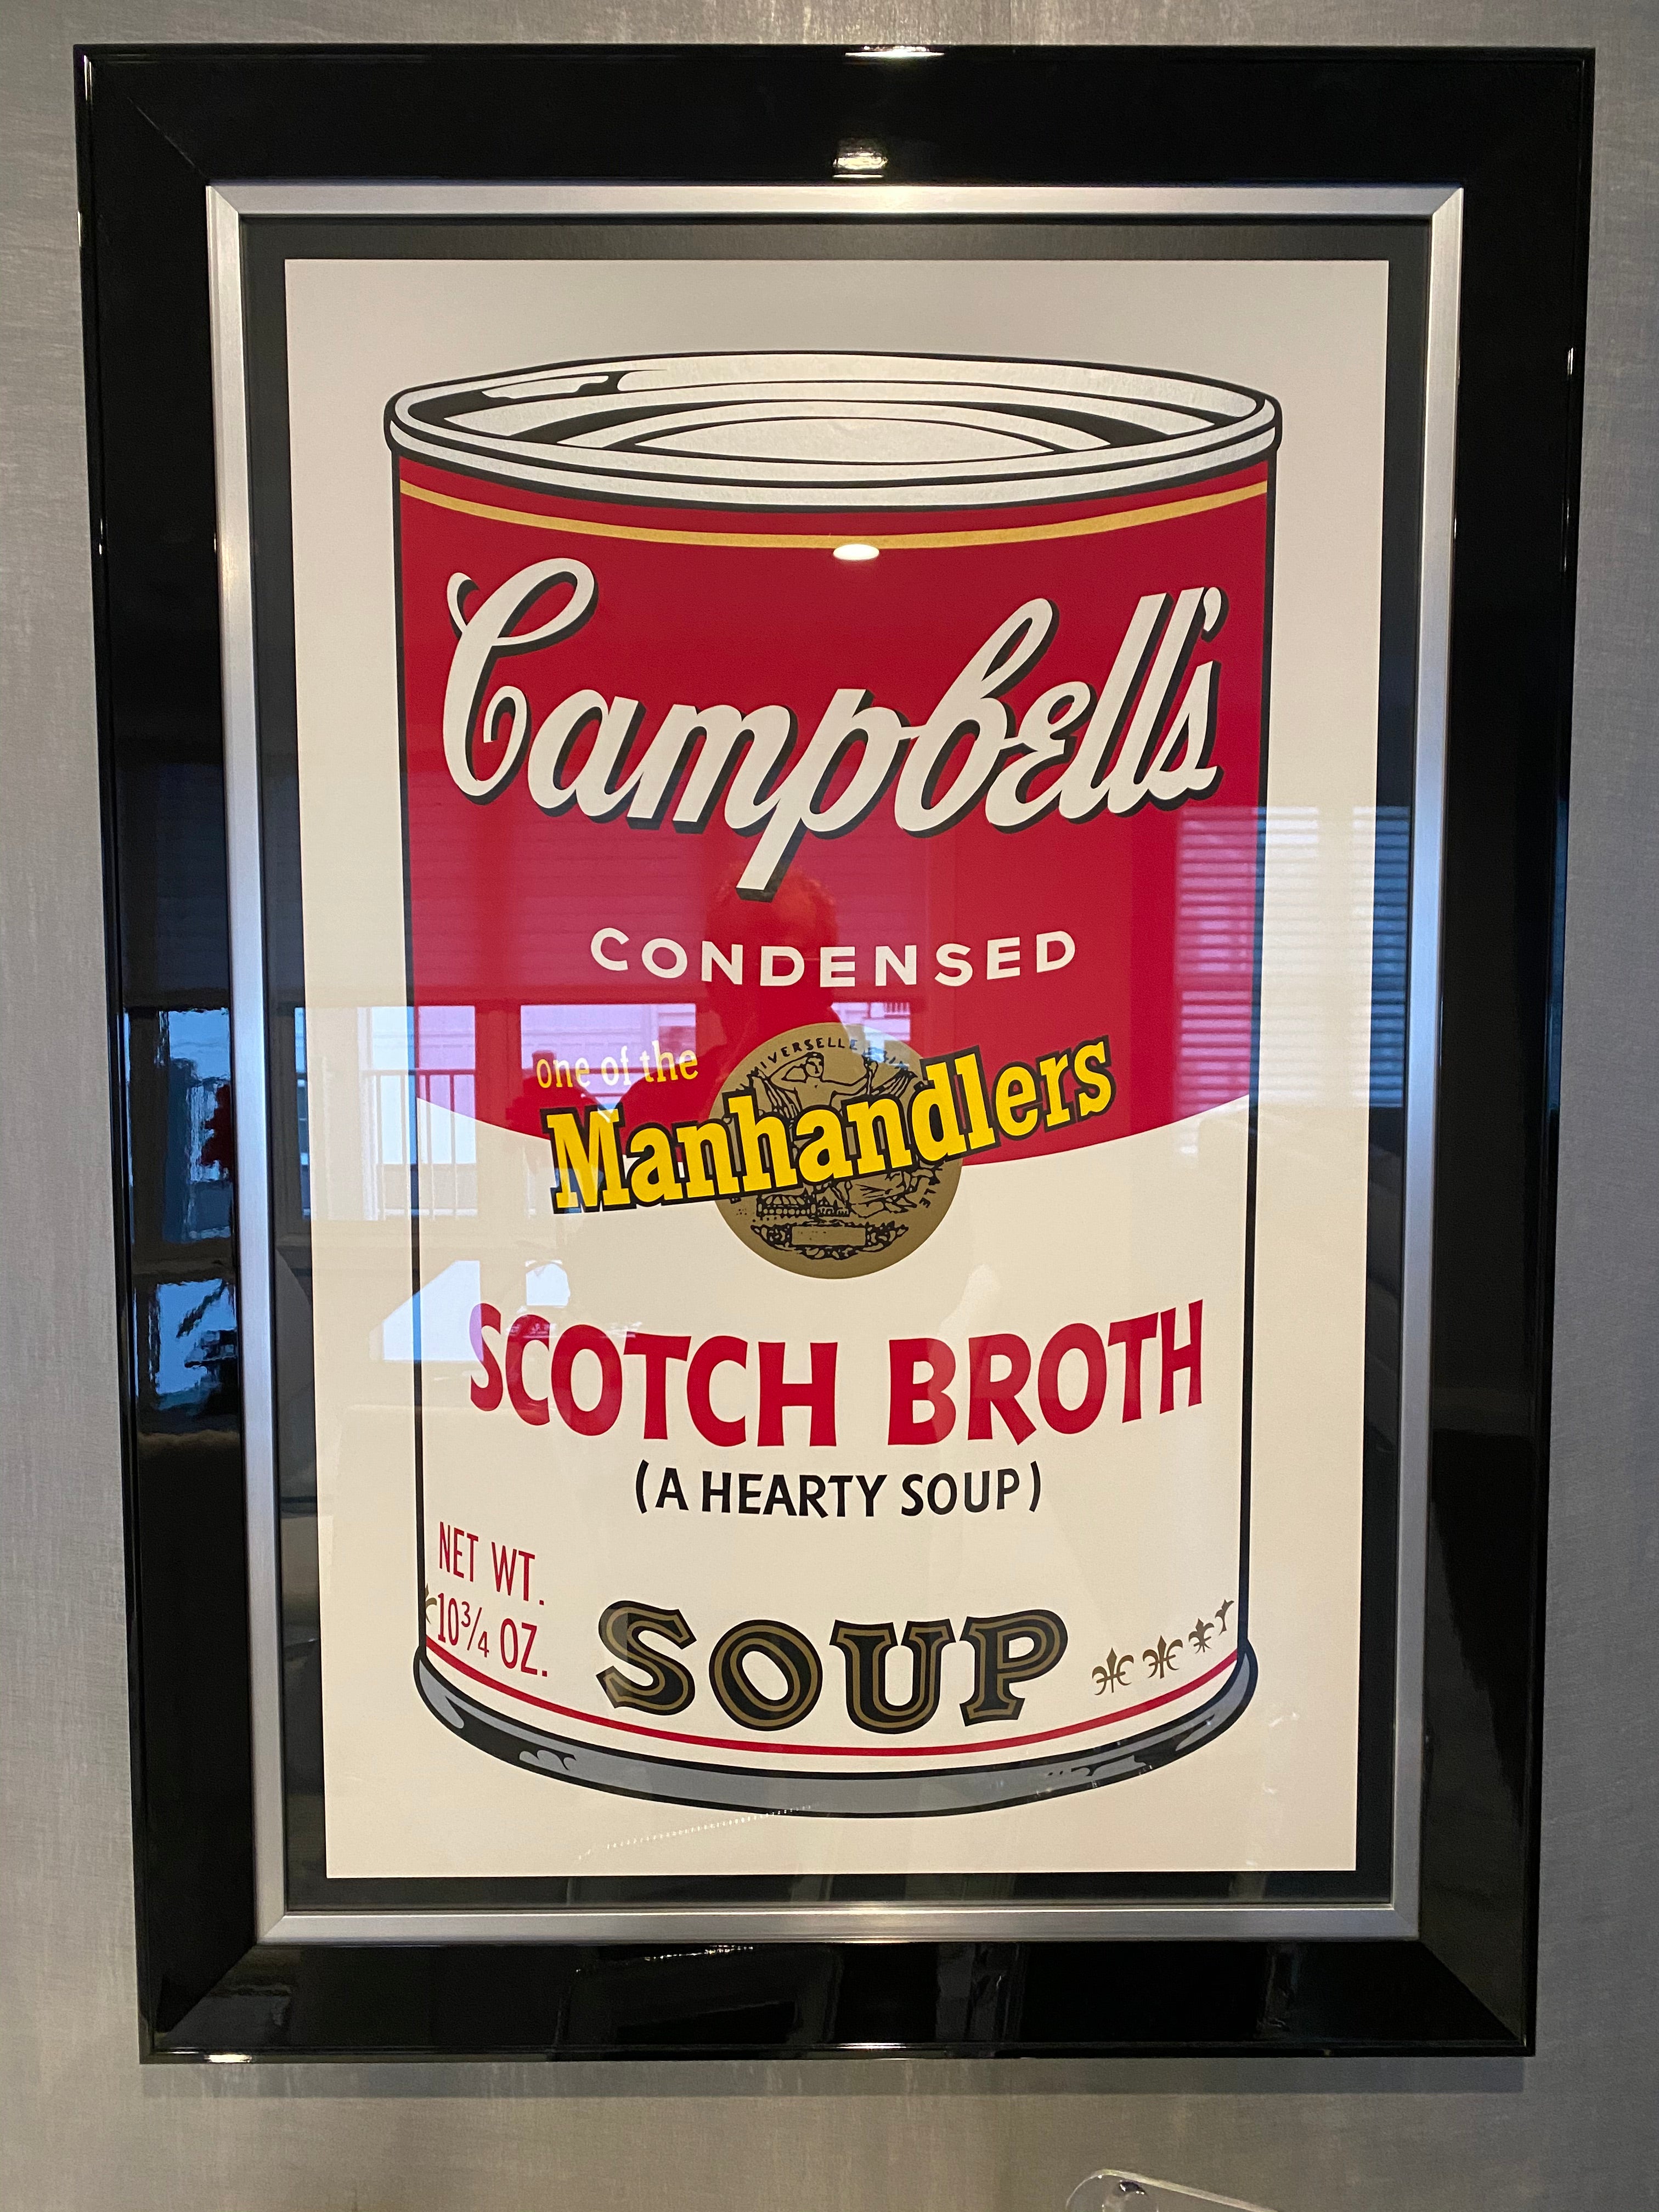 Campbell's
CONDENSED
one of the
Manhandlers
SCOTCH BROTH
(A HEARTY SOUP)
NET WT.
10¾ OZ.
SOUP